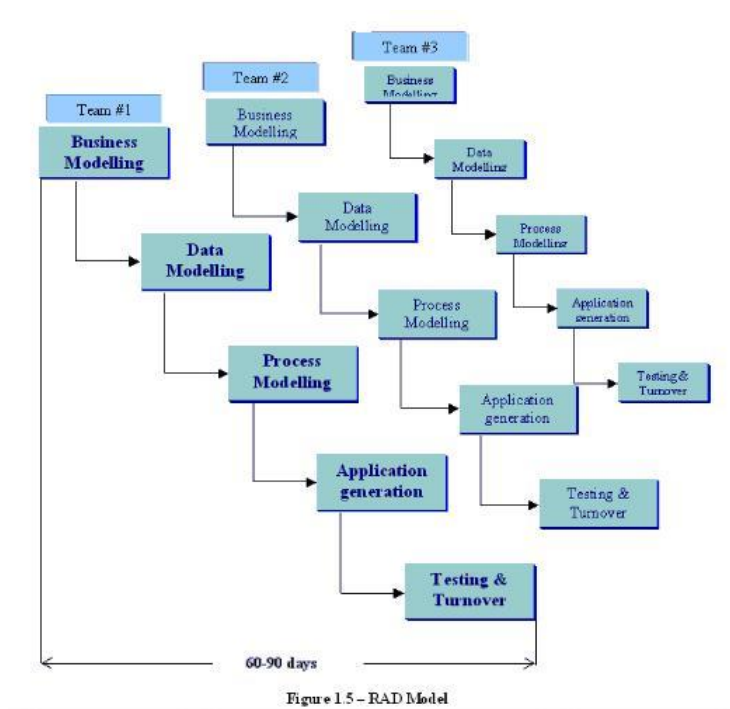 Team #1
Business
Modelling
Data
Modelling
Process
Modelling
Application
generation
Testing &
Turnover
Team #2
Business
Modelling
Data
Modelling
Process
Modelling
Application
generation
Testing &
Turnover
Team #3
Business
Modelling
Data
Modelling
Process
Modelling
Application
generation
Testing &
Turnover
60-90 days
Figure 1.5 – RAD Model